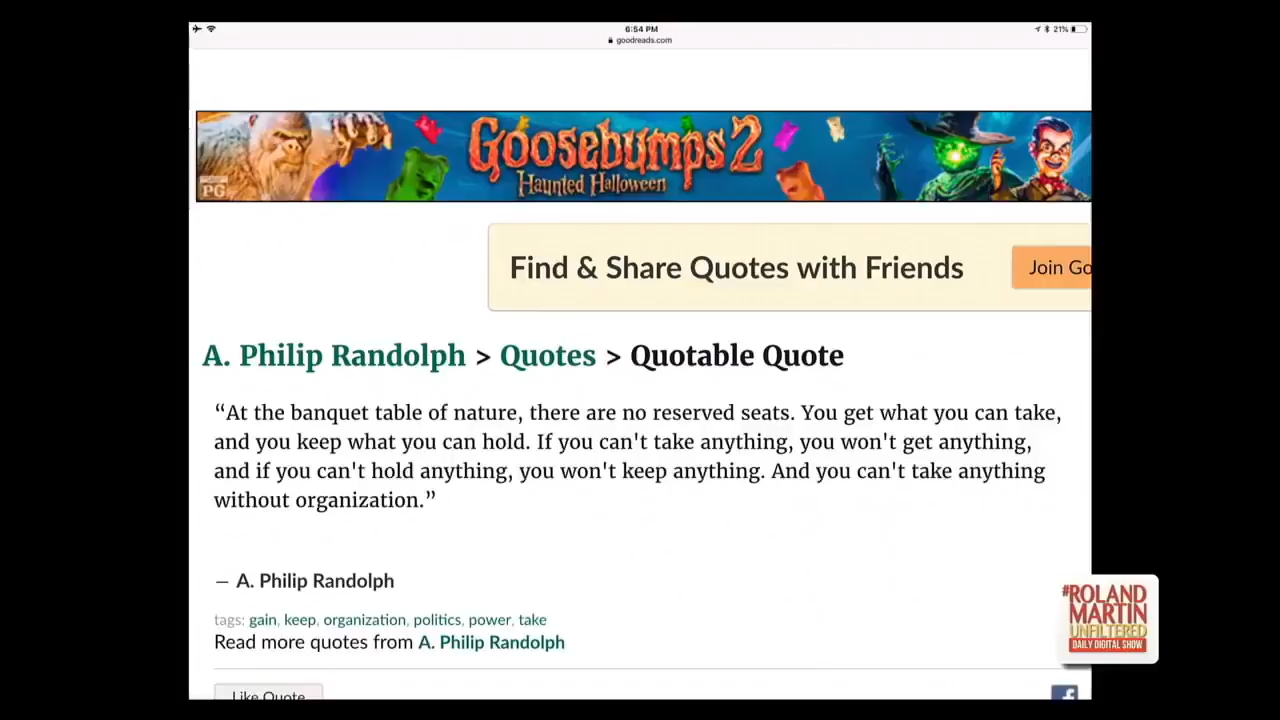 6:54 PM
21%
goodreads.com
PG
Goosebumps 2
Haunted Halloween
Find & Share Quotes with Friends
Join Go
A. Philip Randolph > Quotes > Quotable Quote
“At the banquet table of nature, there are no reserved seats. You get what you can take,
and you keep what you can hold. If you can't take anything, you won't get anything,
and if you can't hold anything, you won't keep anything. And you can't take anything
without organization.”
― A. Philip Randolph
tags: gain, keep, organization, politics, power, take
Read more quotes from A. Philip Randolph
Like Quote
#ROLAND
MARTIN
UNFILTERED
DAILY DIGITAL SHOW